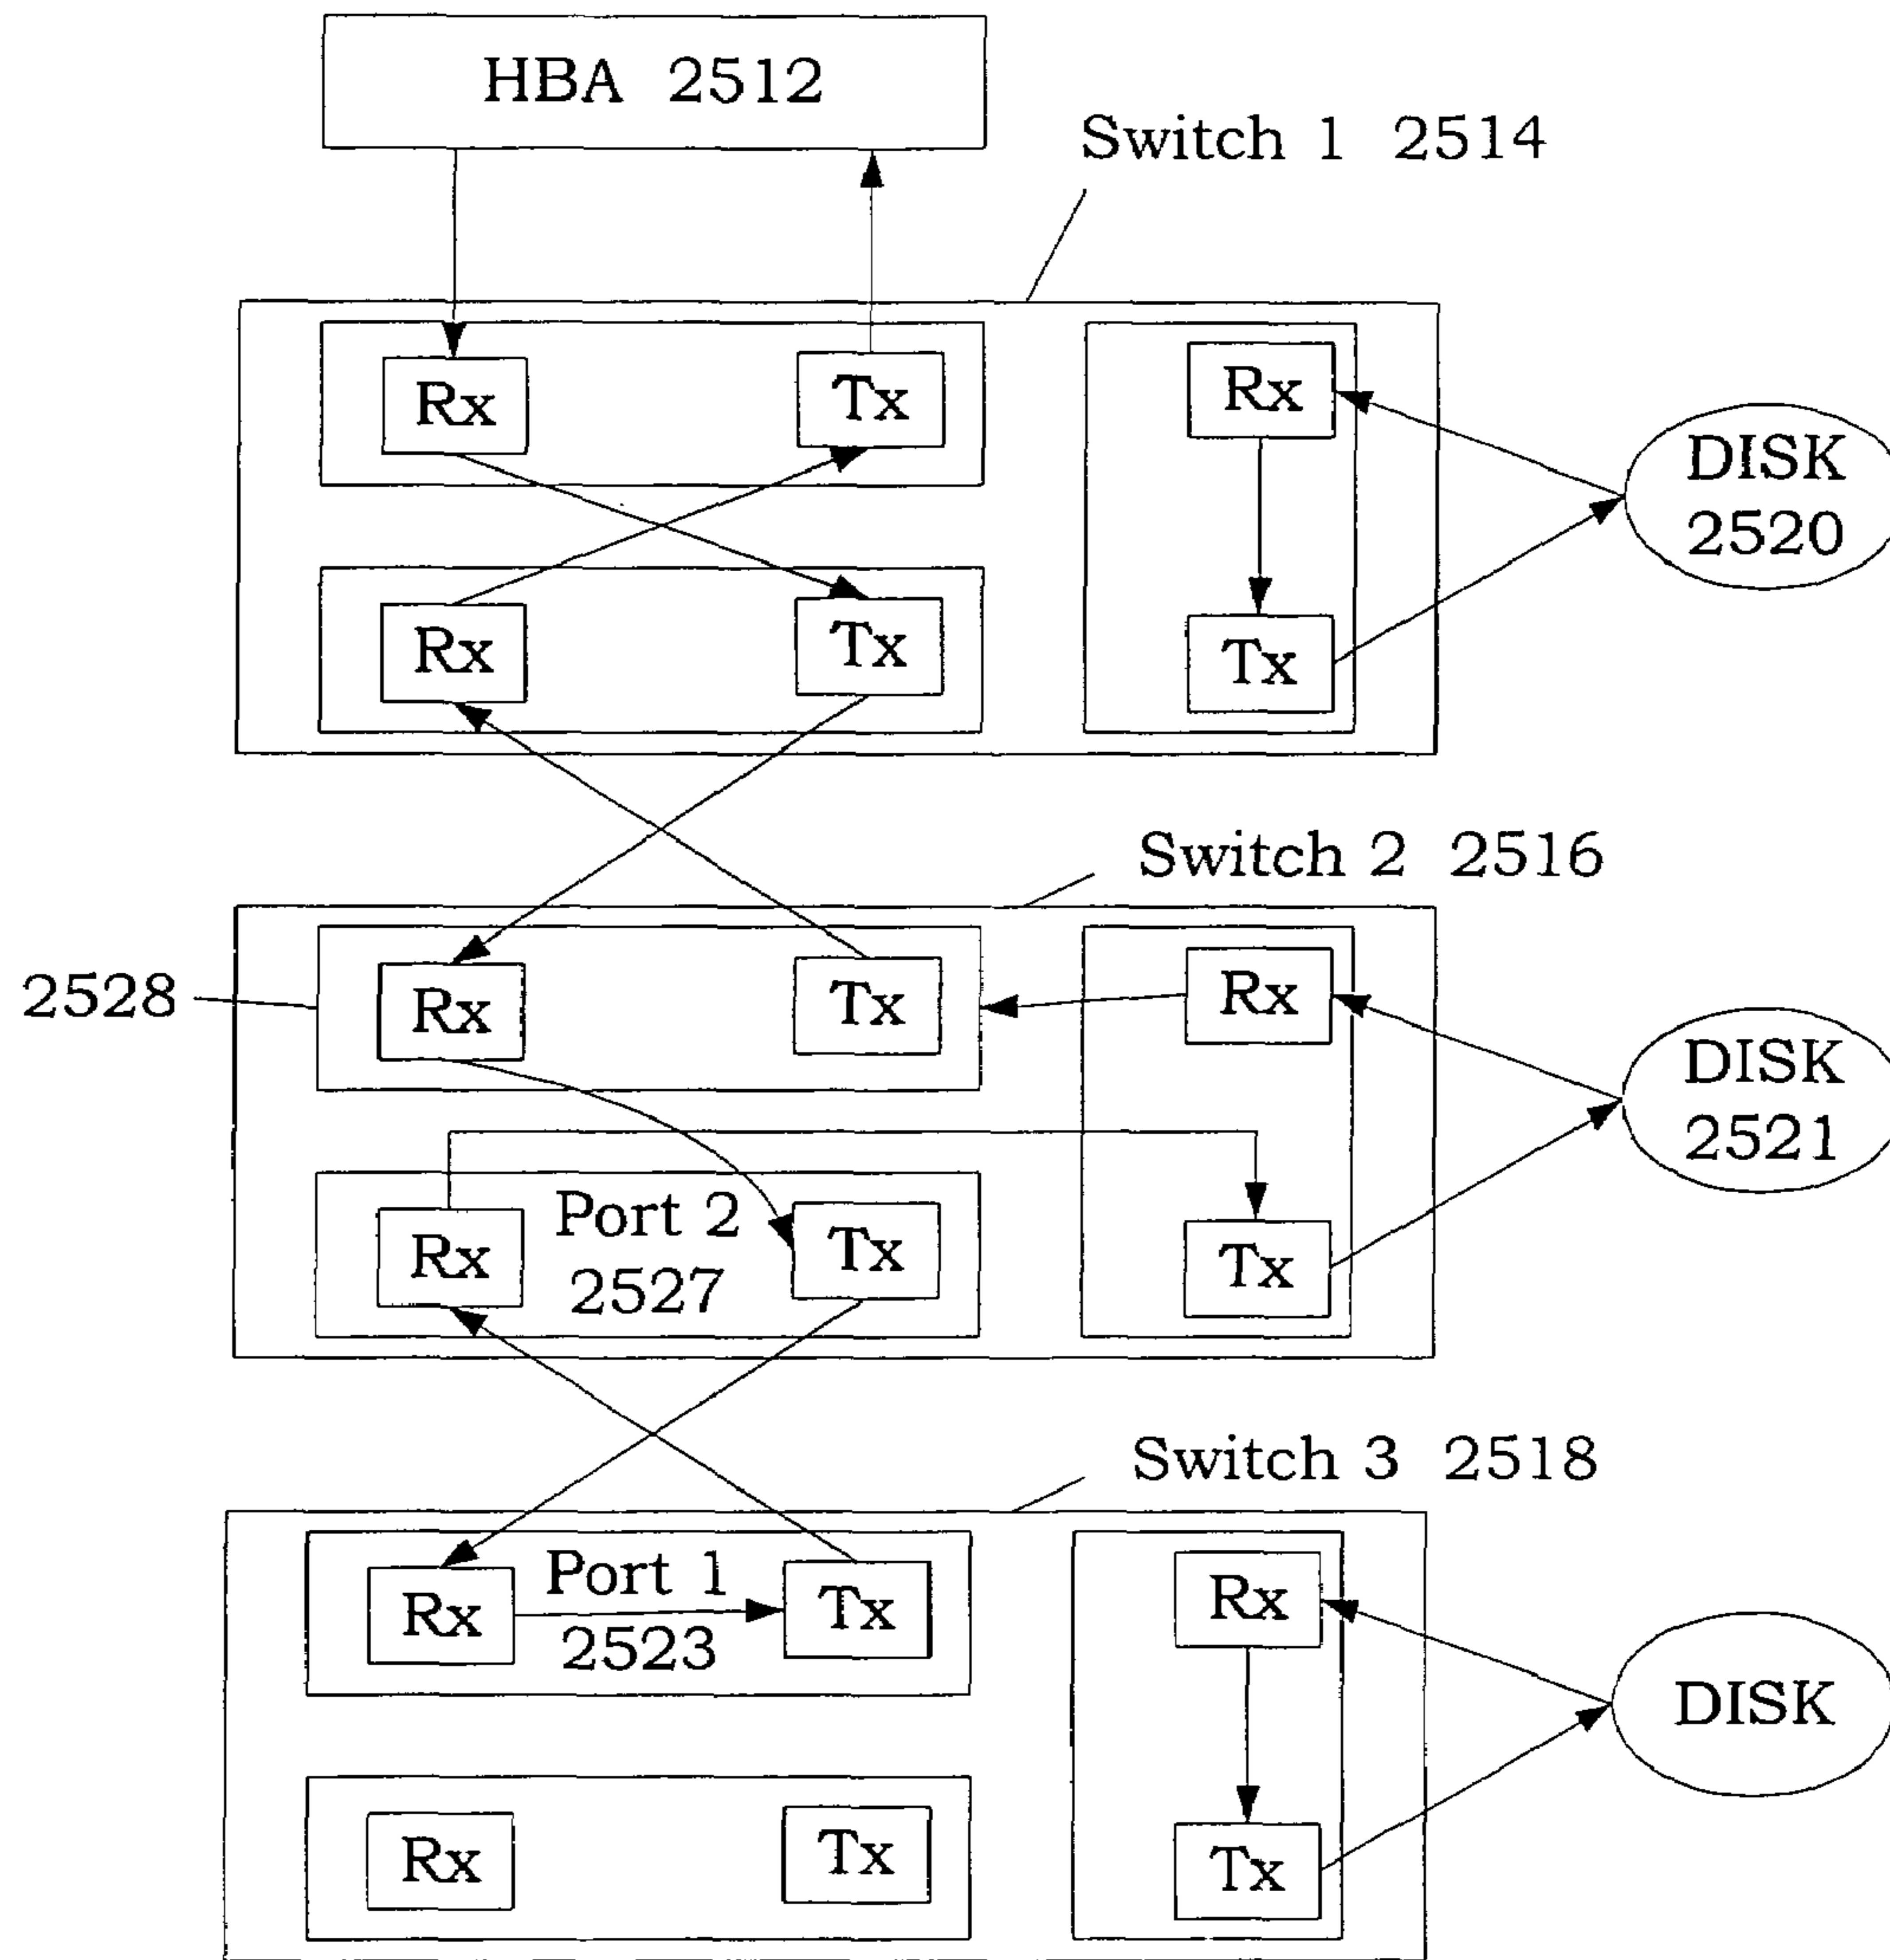 HBA 2512
Switch 1 2514
Rx
Tx
Rx
DISK
2520
Rx
Tx
Tx
Switch 2 2516
2528
Rx
Tx
Rx
DISK
2521
Port 2
2527
Rx
Tx
Tx
Switch 3 2518
Port 1
2523
Rx
Tx
Rx
DISK
Rx
Tx
Tx